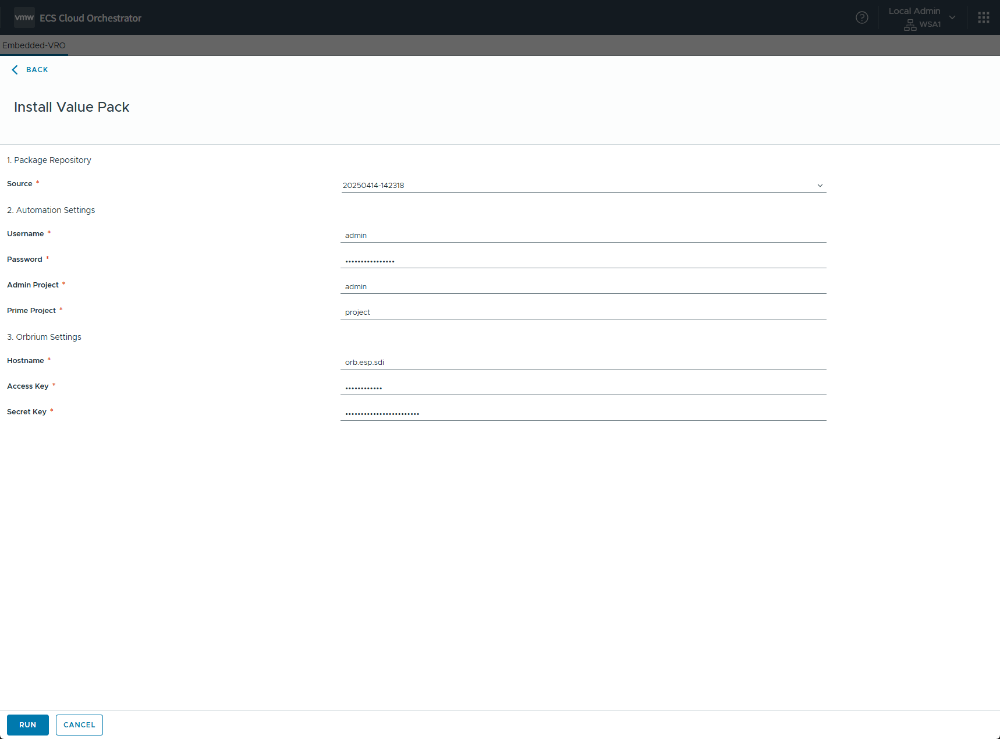 vmw ECS Cloud Orchestrator
?
Local Admin
WSA1
Embedded-VRO
BACK
Install Value Pack
1. Package Repository
Source *
20250414-142318
2. Automation Settings
Username *
admin
Password *
••••••••••••••••
Admin Project *
admin
Prime Project *
project
3. Orbrium Settings
Hostname *
orb.esp.sdi
Access Key *
••••••••••••
Secret Key *
••••••••••••••••••••••••
RUN
CANCEL